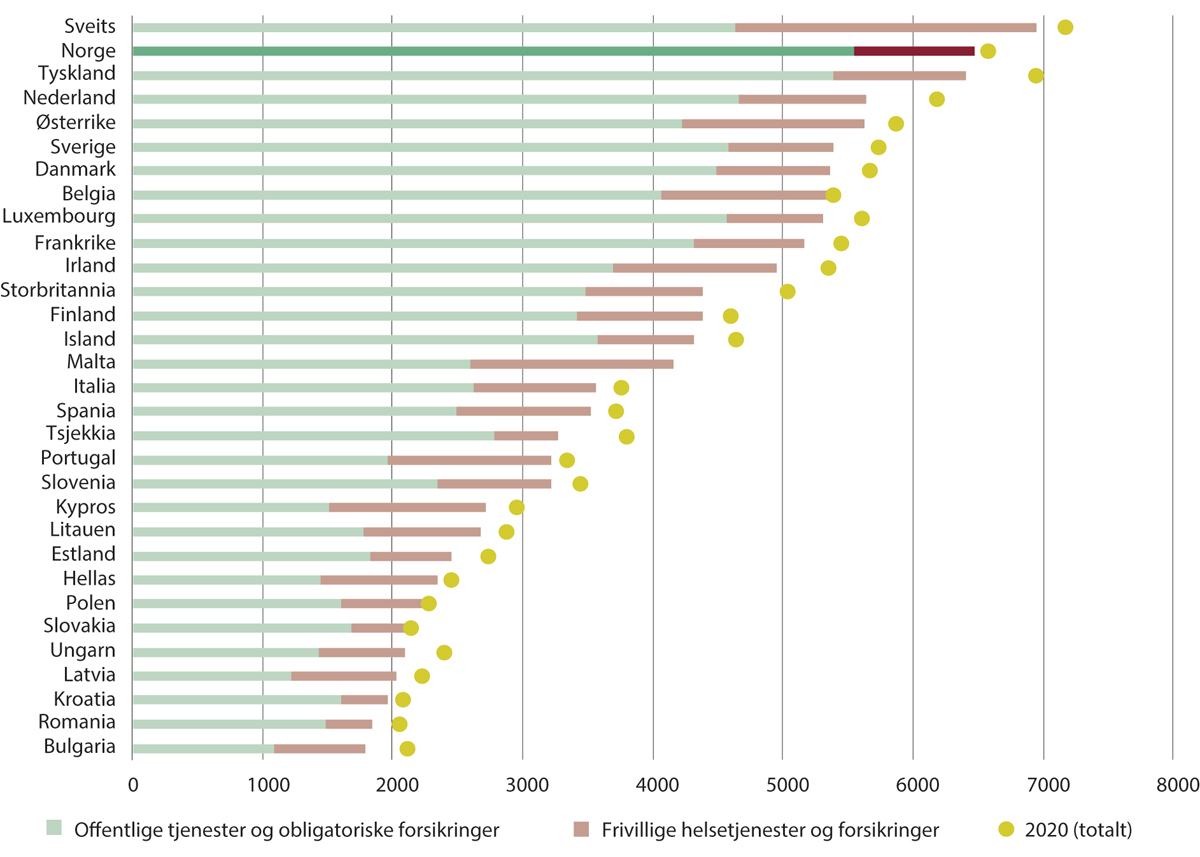 Sveits
Norge
Tyskland
Nederland
Østerrike
Sverige
Danmark
Belgia
Luxembourg
Frankrike
Irland
Storbritannia
Finland
Island
Malta
Italia
Spania
Tsjekkia
Portugal
Slovenia
Kypros
Litauen
Estland
Hellas
Polen
Slovakia
Ungarn
Latvia
Kroatia
Romania
Bulgaria
0 1000 2000 3000 4000 5000 6000 7000 8000
Offentlige tjenester og obligatoriske forsikringer Frivillige helsetjenester og forsikringer 2020 (totalt)